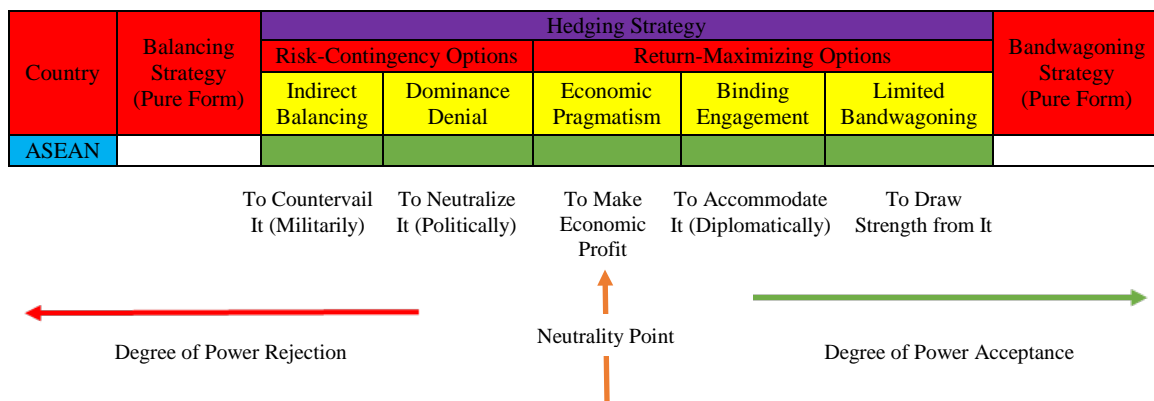 Hedging Strategy
Country
Balancing
Strategy
(Pure Form)
Risk-Contingency Options
Return-Maximizing Options
Bandwagoning
Strategy
(Pure Form)
Indirect
Balancing
Dominance
Denial
Economic
Pragmatism
Binding
Engagement
Limited
Bandwagoning
ASEAN
To Countervail
It (Militarily)
To Neutralize
It (Politically)
To Make
Economic
Profit
To Accommodate
It (Diplomatically)
To Draw
Strength from It
Degree of Power Rejection
Neutrality Point
Degree of Power Acceptance